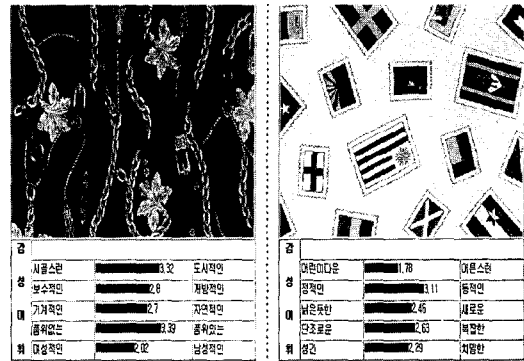 감
성
어
휘
시골스런 3.32 도시적인
보수적인 2.8 개방적인
기계적인 2.7 자연적인
품위없는 3.39 품위있는
여성적인 2.02 남성적인
감
성
어
휘
어린이다운 1.78 어른스런
정적인 3.11 동적인
낡은듯한 2.45 새로운
단조로운 2.63 복잡한
성긴 2.29 치밀한